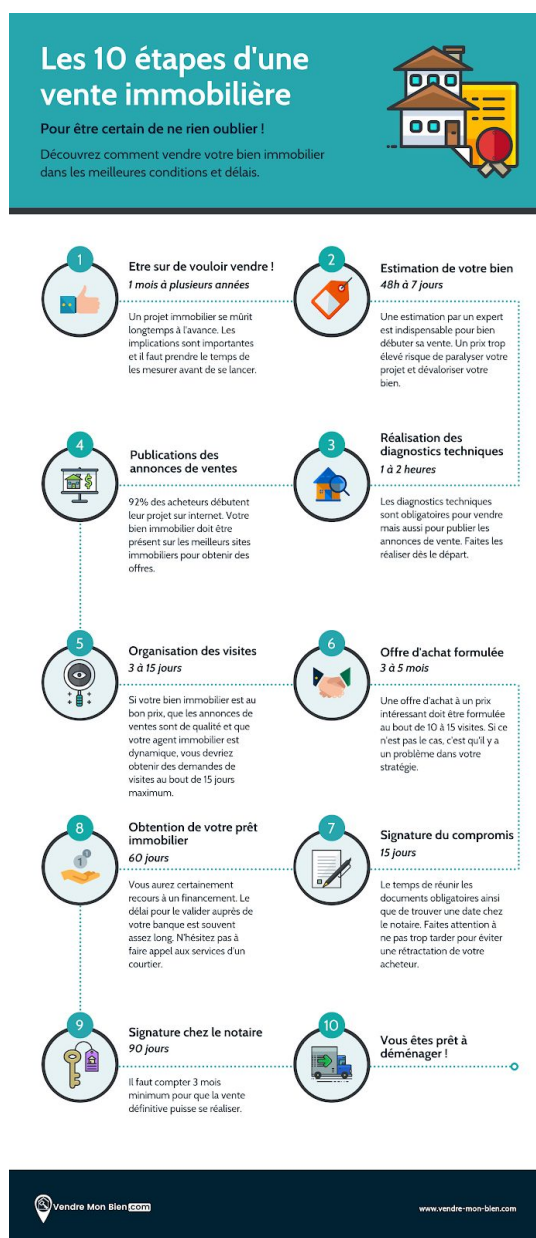 Les 10 étapes d'une
vente immobilière
Pour être certain de ne rien oublier !
Découvrez comment vendre votre bien immobilier
dans les meilleures conditions et délais.
1
Etre sur de vouloir vendre !
1 mois à plusieurs années
Un projet immobilier se mûrit
longtemps à l'avance. Les
implications sont importantes
et il faut prendre le temps de
les mesurer avant de se lancer.
2
Estimation de votre bien
48h à 7 jours
Une estimation par un expert
est indispensable pour bien
débuter sa vente. Un prix trop
élevé risque de paralyser votre
projet et dévaloriser votre
bien.
3
Réalisation des
diagnostics techniques
1 à 2 heures
Les diagnostics techniques
sont obligatoires pour vendre
mais aussi pour publier les
annonces de vente. Faites les
réaliser dès le départ.
4
Publications des
annonces de ventes
92% des acheteurs débutent
leur projet sur internet. Votre
bien immobilier doit être
présent sur les meilleurs sites
immobiliers pour obtenir des
offres.
5
Organisation des visites
3 à 15 jours
Si votre bien immobilier est au
bon prix, que les annonces de
ventes sont de qualité et que
votre agent immobilier est
dynamique, vous devriez
obtenir des demandes de
visites au bout de 15 jours
maximum.
6
Offre d'achat formulée
3 à 5 mois
Une offre d'achat à un prix
intéressant doit être formulée
au bout de 10 à 15 visites. Si ce
n'est pas le cas, c'est qu'il y a
un problème dans votre
stratégie.
7
Signature du compromis
15 jours
Le temps de réunir les
documents obligatoires ainsi
que de trouver une date chez
le notaire. Faites attention à
ne pas trop tarder pour éviter
une rétractation de votre
acheteur.
8
Obtention de votre prêt
immobilier
60 jours
Vous aurez certainement
recours à un financement. Le
délai pour le valider auprès de
votre banque est souvent
assez long. N'hésitez pas à
faire appel aux services d'un
courtier.
9
Signature chez le notaire
90 jours
Il faut compter 3 mois
minimum pour que la vente
définitive puisse se réaliser.
10
Vous êtes prêt à
déménager !
Vendre Mon Bien.com
www.vendre-mon-bien.com